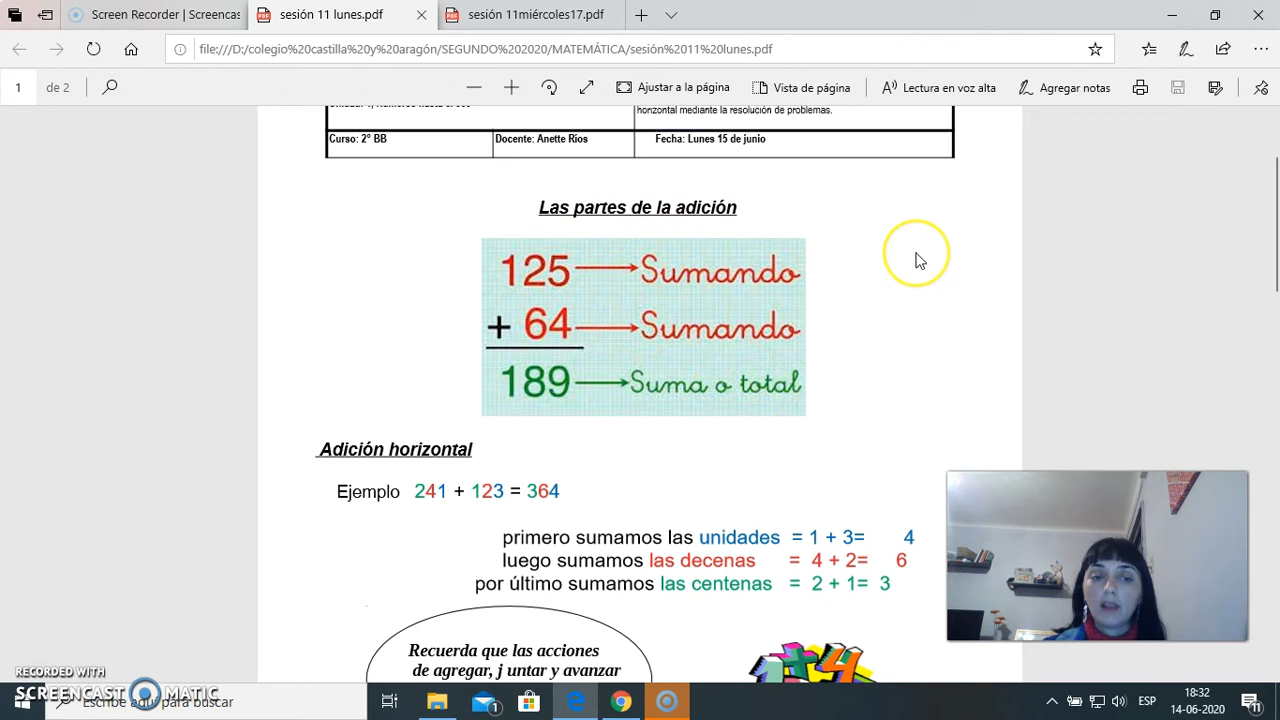 Screen Recorder | Screencas
sesión 11 lunes.pdf
sesión 11miércoles17.pdf
file:///D:/colegio%20castilla%20y%20aragón/SEGUNDO%202020/MATEMÁTICA/sesión%2011%20lunes.pdf
1 de 2
Ajustar a la página
Vista de página
Lectura en voz alta
Agregar notas
horizontal mediante la resolución de problemas.
Curso: 2° BB
Docente: Anette Ríos
Fecha: Lunes 15 de junio
Las partes de la adición
125 Sumando
+ 64 Sumando
189 Suma o total
Adición horizontal
Ejemplo 241 + 123 = 364
primero sumamos las unidades = 1 + 3= 4
luego sumamos las decenas = 4 + 2= 6
por último sumamos las centenas = 2 + 1= 3
Recuerda que las acciones
de agregar, j untar y avanzar
RECORDED WITH
SCREENCAST MATIC
Escribe aquí para buscar
1
ESP
18:32
14-06-2020
11